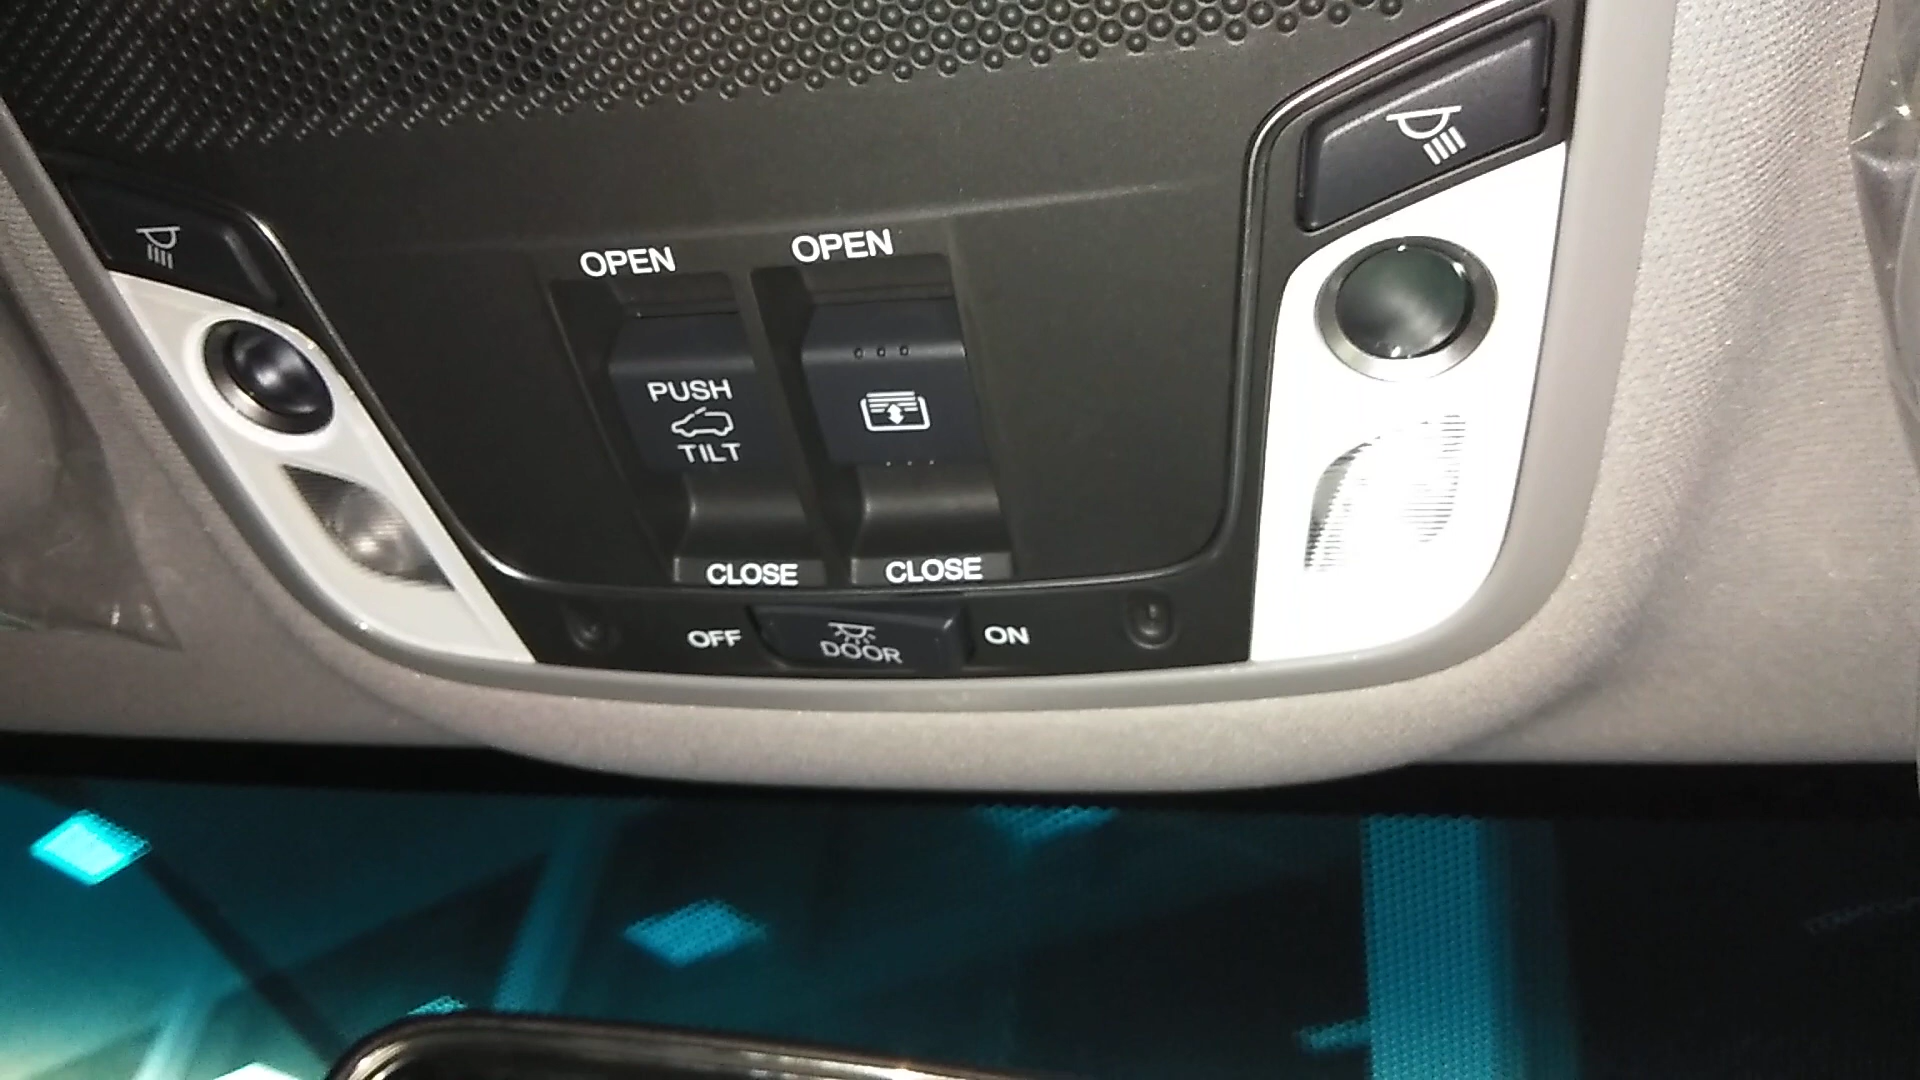 OPEN
OPEN
PUSH
TILT
CLOSE
CLOSE
OFF
DOOR
ON